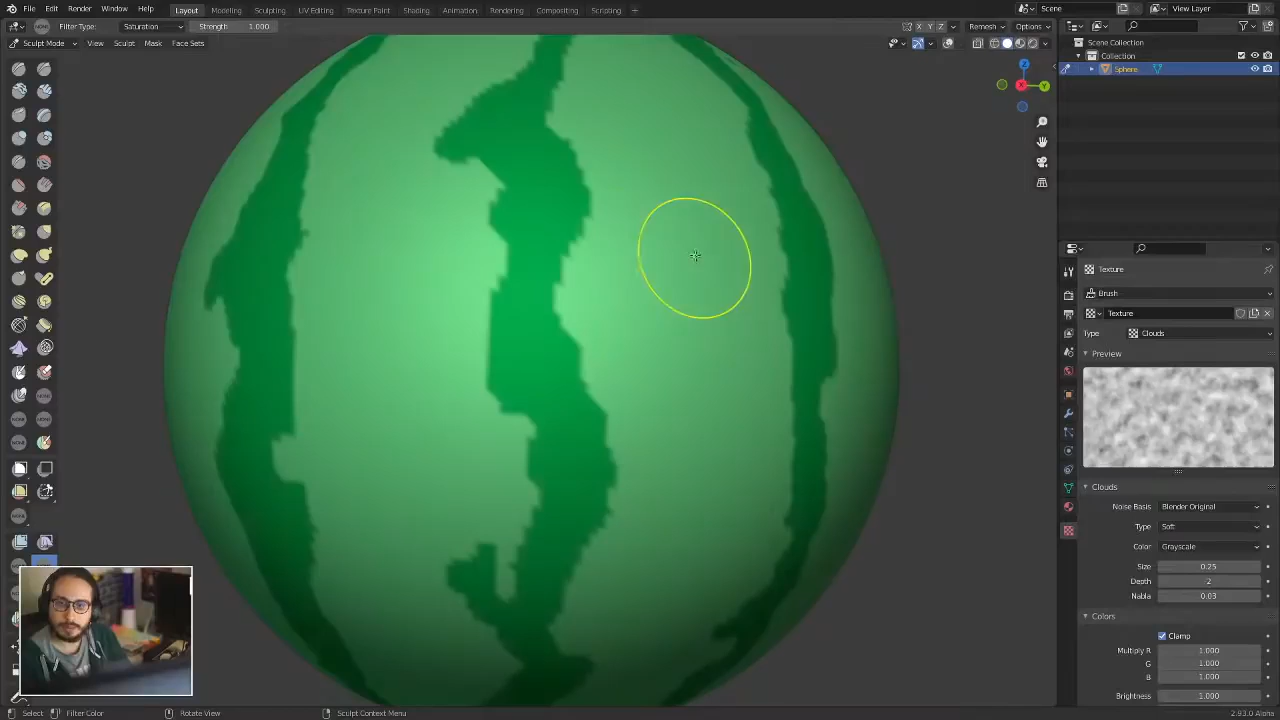 File Edit Render Window Help Layout Modeling Sculpting UV Editing Texture Paint Shading Animation Rendering Compositing Scripting + Scene View Layer
Filter Type: Saturation Strength 1.000 X Y Z Remesh Options
Sculpt Mode View Sculpt Mask Face Sets
Scene Collection
Collection
Sphere
Z
X
Y
Texture
Brush
Texture
Type Clouds
Preview
Clouds
Noise Basis Blender Original
Type Soft
Color Grayscale
Size 0.25
Depth 2
Nabla 0.03
Colors
Clamp
Multiply R 1.000
G 1.000
B 1.000
Brightness 1.000
Select Filter Color Rotate View Sculpt Context Menu 2.93.0 Alpha